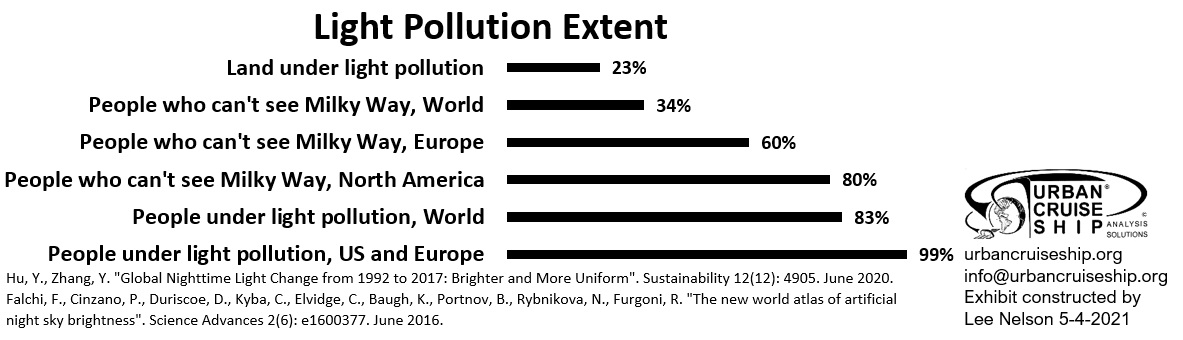 Light Pollution Extent
Land under light pollution 23%
People who can't see Milky Way, World 34%
People who can't see Milky Way, Europe 60%
People who can't see Milky Way, North America 80%
People under light pollution, World 83%
People under light pollution, US and Europe 99%
Hu, Y., Zhang, Y. "Global Nighttime Light Change from 1992 to 2017: Brighter and More Uniform". Sustainability 12(12): 4905. June 2020.
Falchi, F., Cinzano, P., Duriscoe, D., Kyba, C., Elvidge, C., Baugh, K., Portnov, B., Rybnikova, N., Furgoni, R. "The new world atlas of artificial
night sky brightness". Science Advances 2(6): e1600377. June 2016.
URBAN®
CRUISE
SHIP
©
ANALYSIS
SOLUTIONS
urbancruiseship.org
info@urbancruiseship.org
Exhibit constructed by
Lee Nelson 5-4-2021